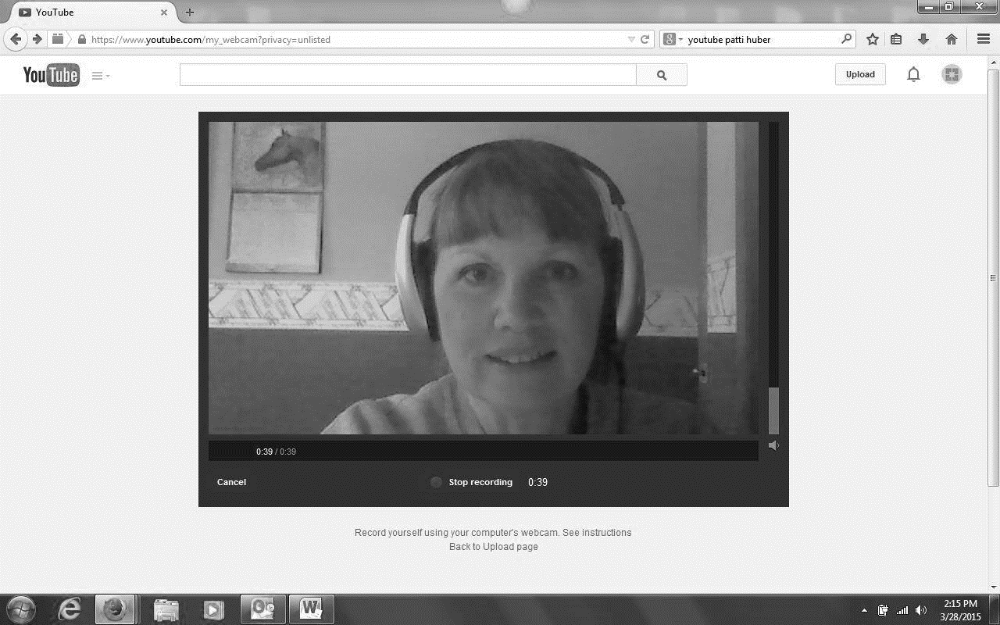 YouTube
https://www.youtube.com/my_webcam?privacy=unlisted
youtube patti huber
YouTube
Upload
0:39 / 0:39
Cancel
Stop recording
0:39
Record yourself using your computer's webcam. See instructions
Back to Upload page
2:15 PM
3/28/2015